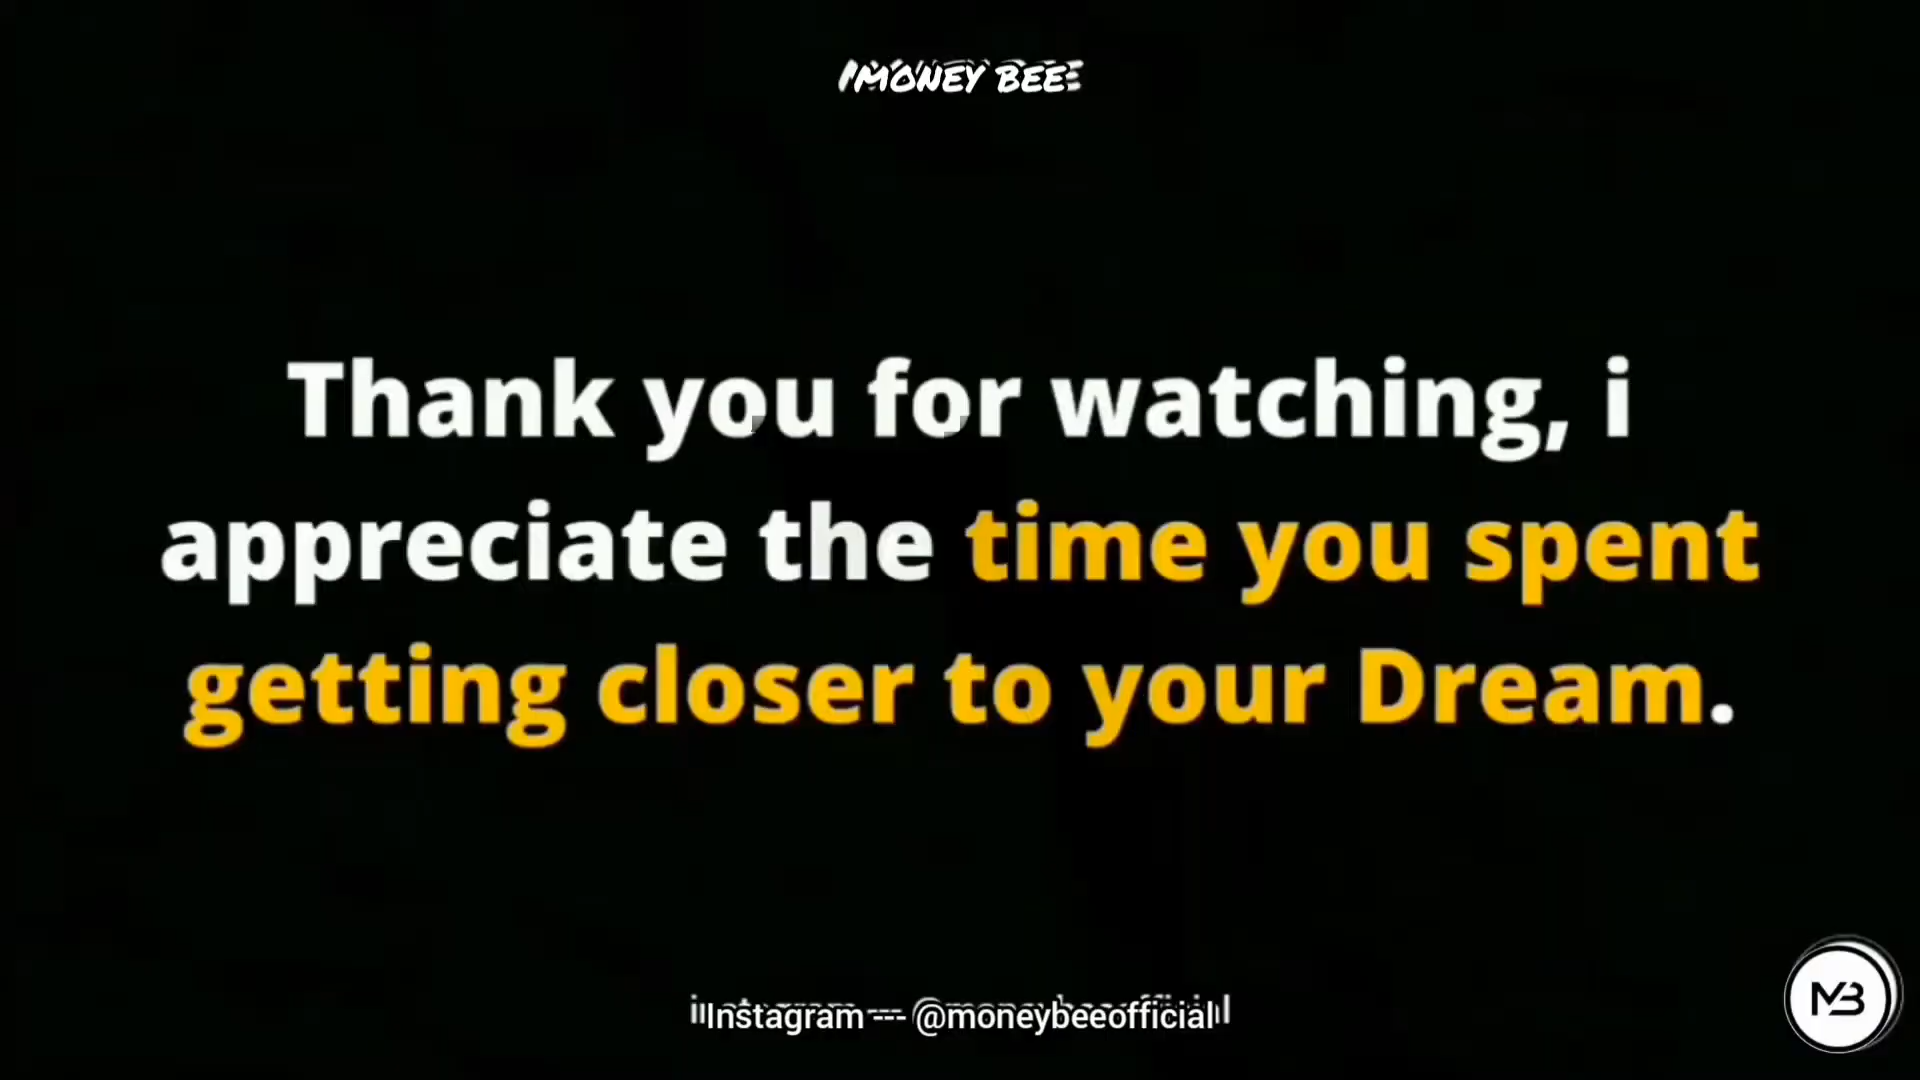 MONEY BEE
Thank you for watching, i
appreciate the time you spent
getting closer to your Dream.
Instagram --- @moneybeeofficial
MB